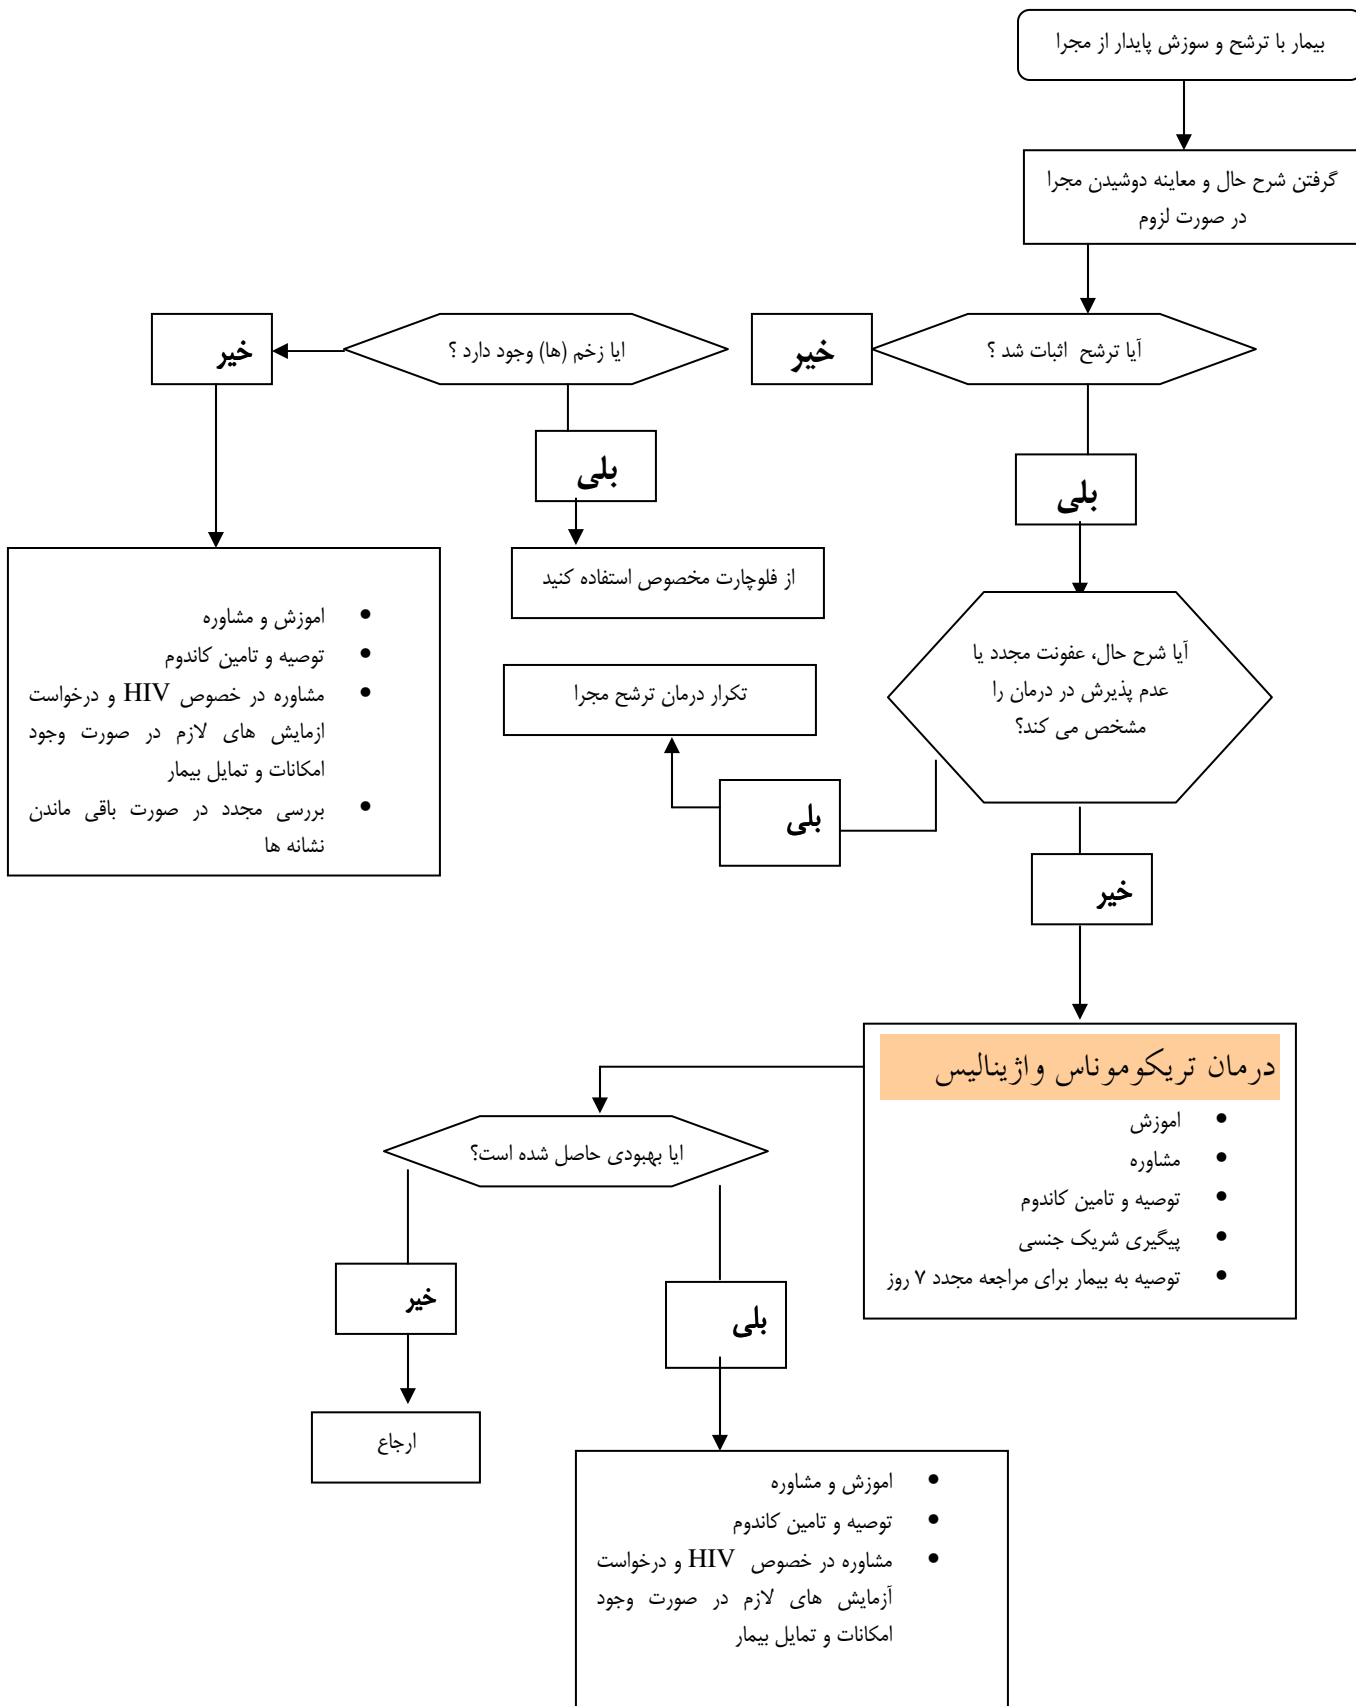 بیمار با ترشح و سوزش پایدار از مجرا
گرفتن شرح حال و معاینه دوشیدن مجرا
در صورت لزوم
آیا ترشح اثبات شد ؟
خیر
ایا زخم (ها) وجود دارد ؟
خیر
بلی
بلی
از فلوچارت مخصوص استفاده کنید
اموزش و مشاوره
توصیه و تامین کاندوم
مشاوره در خصوص HIV و درخواست
ازمایش های لازم در صورت وجود
امکانات و تمایل بیمار
بررسی مجدد در صورت باقی ماندن
نشانه ها
آیا شرح حال، عفونت مجدد یا
عدم پذیرش در درمان را
مشخص می کند؟
تکرار درمان ترشح مجرا
بلی
خیر
درمان تریکوموناس واژینالیس
اموزش
مشاوره
توصیه و تامین کاندوم
پیگیری شریک جنسی
توصیه به بیمار برای مراجعه مجدد ۷ روز
ایا بهبودی حاصل شده است؟
خیر
بلی
ارجاع
اموزش و مشاوره
توصیه و تامین کاندوم
مشاوره در خصوص HIV و درخواست
آزمایش های لازم در صورت وجود
امکانات و تمایل بیمار